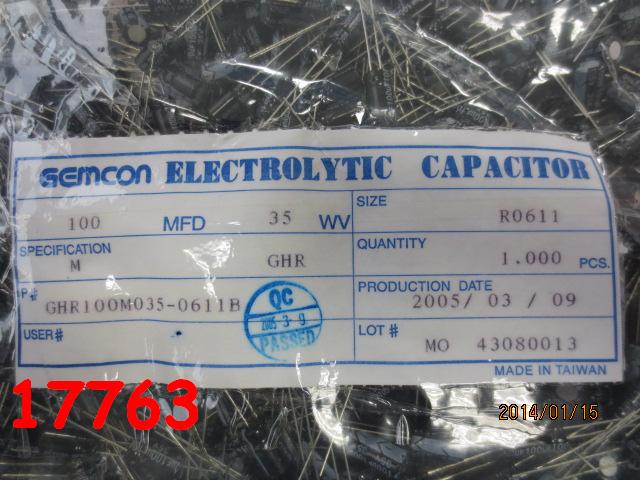 GEMCON ELECTROLYTIC CAPACITOR
100 MFD 35 WV
SIZE R0611
SPECIFICATION M GHR
QUANTITY 1.000 PCS.
P# GHR100M035-0611B
PRODUCTION DATE 2005/ 03 / 09
USER#
QC
2005 3 9
PASSED
LOT # MO 43080013
MADE IN TAIWAN
17763
2014/01/15